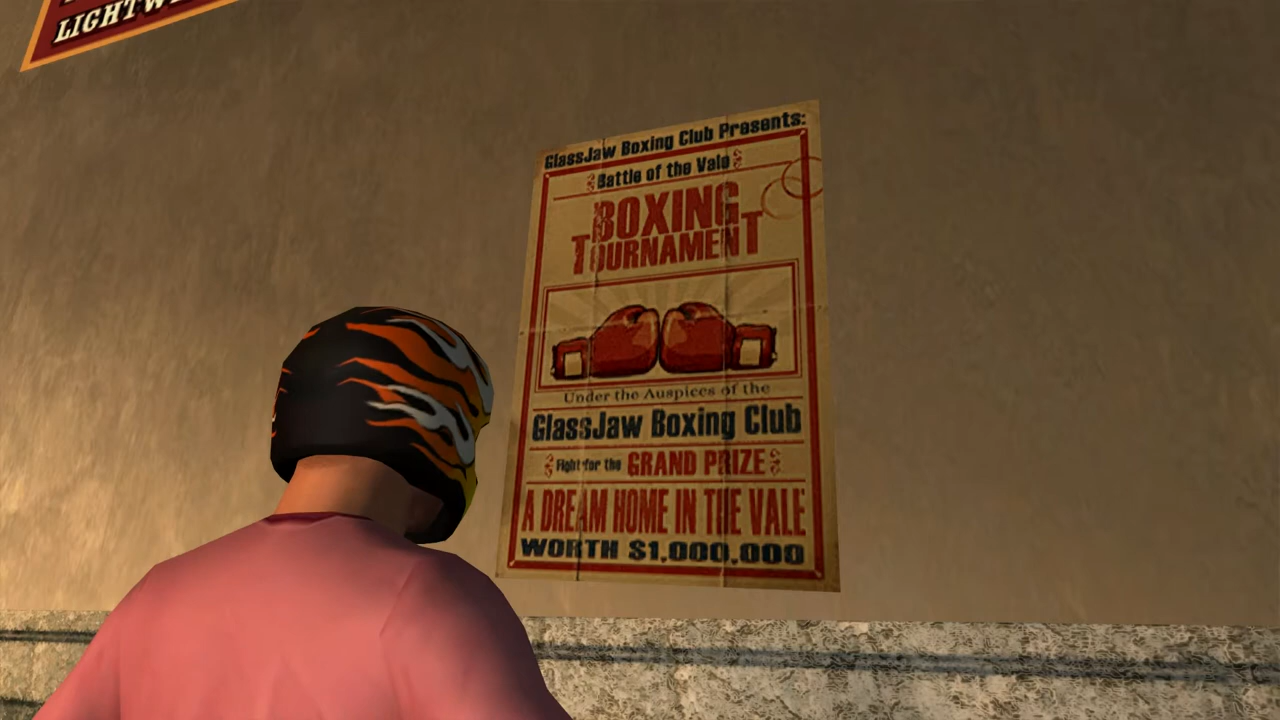 LIGHTWE
GlassJaw Boxing Club Presents:
Battle of the Vale
BOXING
TOURNAMENT
Under the Auspices of the
GlassJaw Boxing Club
Fight for the GRAND PRIZE
A DREAM HOME IN THE VALE
WORTH $1,000,000